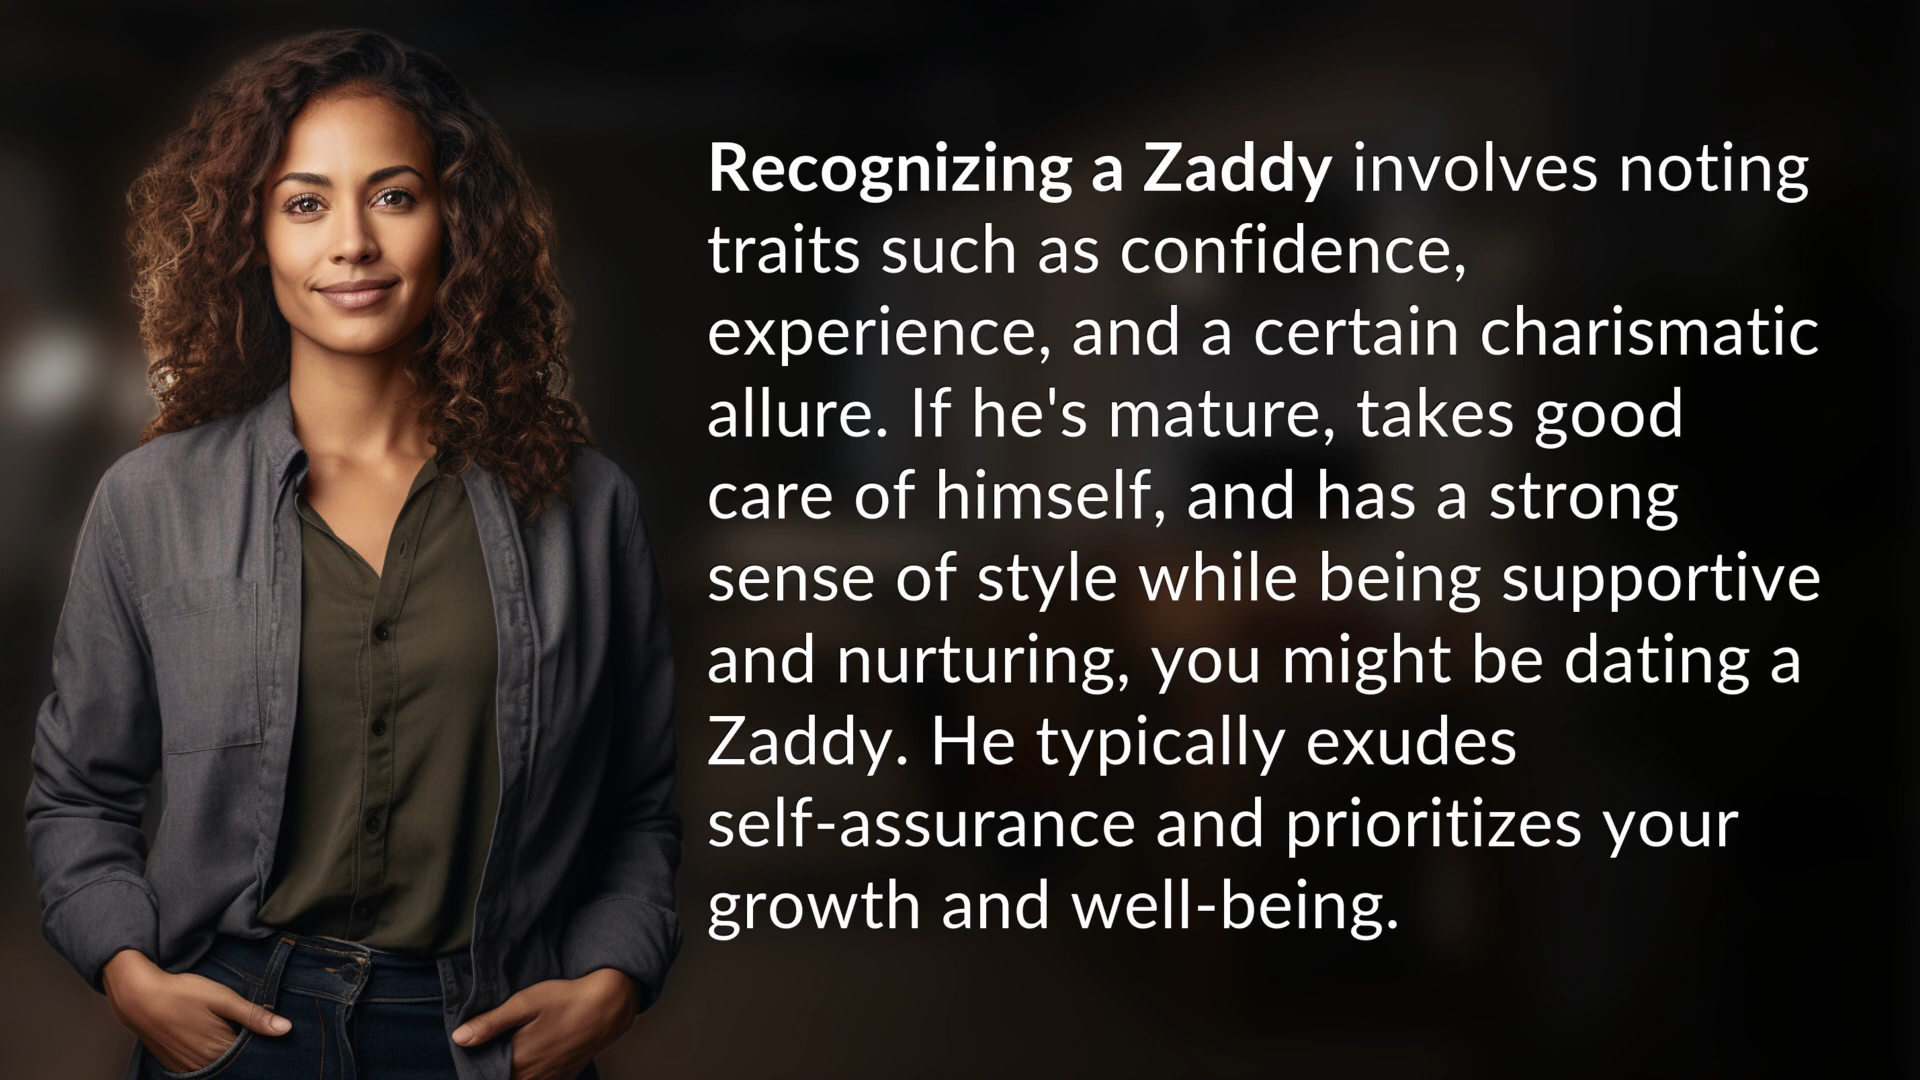 Recognizing a Zaddy involves noting
traits such as confidence,
experience, and a certain charismatic
allure. If he's mature, takes good
care of himself, and has a strong
sense of style while being supportive
and nurturing, you might be dating a
Zaddy. He typically exudes
self-assurance and prioritizes your
growth and well-being.